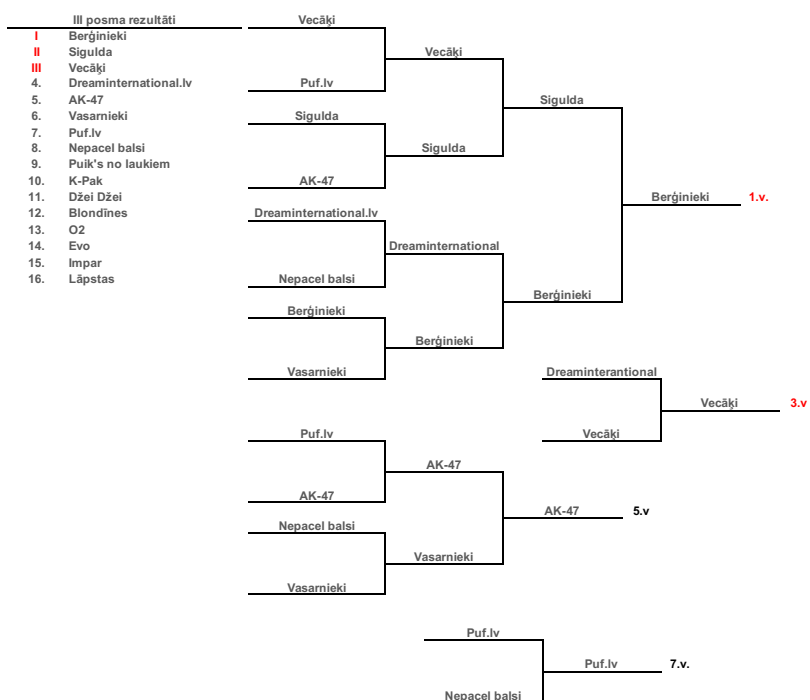 III posma rezultāti
I Berģinieki
II Sigulda
III Vecāķi
4. Dreaminternational.lv
5. AK-47
6. Vasarnieki
7. Puf.lv
8. Nepacel balsi
9. Puik's no laukiem
10. K-Pak
11. Džei Džei
12. Blondīnes
13. O2
14. Evo
15. Impar
16. Lāpstas
Vecāķi
Vecāķi
Puf.lv
Sigulda
Sigulda
Sigulda
AK-47
Berģinieki 1.v.
Dreaminternational.lv
Dreaminternational
Nepacel balsi
Berģinieki
Berģinieki
Berģinieki
Vasarnieki
Dreaminterantional
Vecāķi 3.v
Vecāķi
Puf.lv
AK-47
AK-47
AK-47 5.v
Nepacel balsi
Vasarnieki
Vasarnieki
Puf.lv
Puf.lv 7.v.
Nepacel balsi